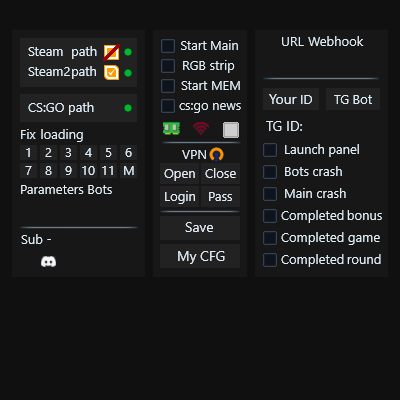 Steam path
Steam2path
CS:GO path
Fix loading
1 2 3 4 5 6
7 8 9 10 11 M
Parameters Bots
Sub -
Start Main
RGB strip
Start MEM
cs:go news
VPN
Open Close
Login Pass
Save
My CFG
URL Webhook
Your ID TG Bot
TG ID:
Launch panel
Bots crash
Main crash
Completed bonus
Completed game
Completed round